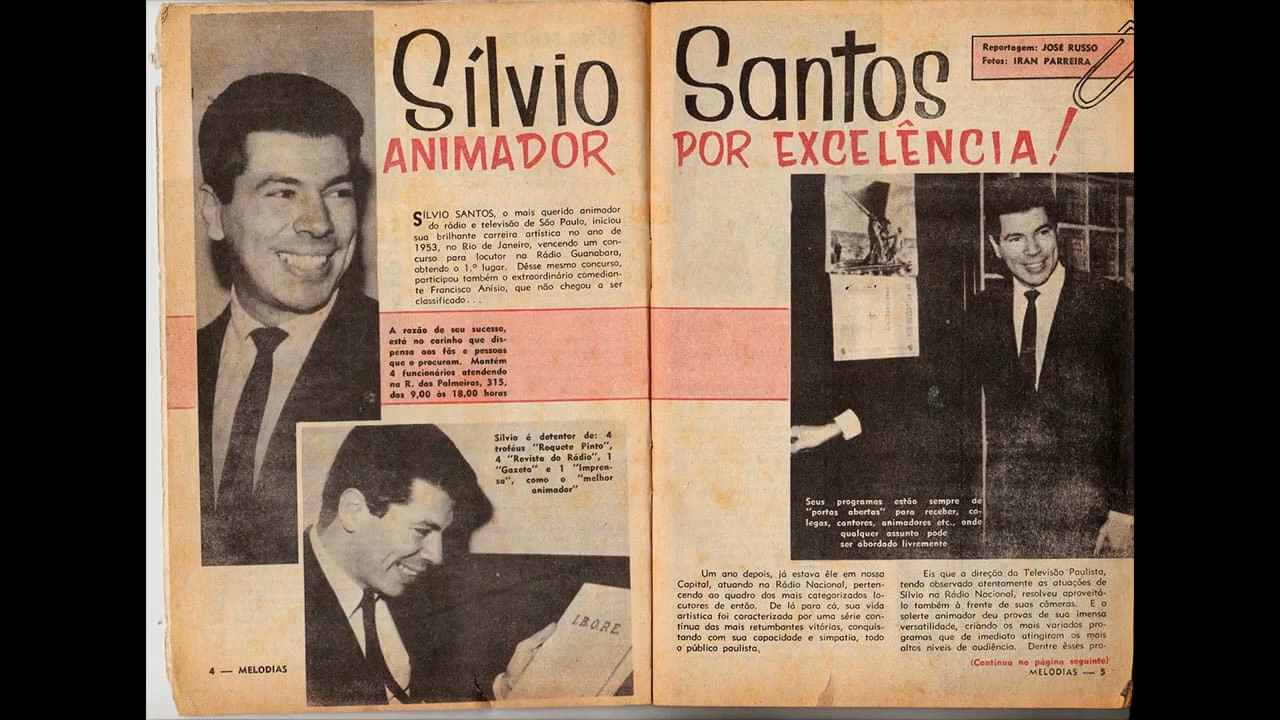 Sílvio Santos
ANIMADOR POR EXCELÊNCIA!
Reportagem: JOSÉ RUSSO
Fotos: IRAN PARREIRA
SÍLVIO SANTOS, o mais querido animador
do rádio e televisão de São Paulo, iniciou
sua brilhante carreira artística no ano de
1953, no Rio de Janeiro, vencendo um con-
curso para locutor na Rádio Guanabara,
obtendo o 1.º lugar. Dêsse mesmo concurso,
participou também o extraordinário comedian-
te Francisco Anísio, que não chegou a ser
classificado...
A razão de seu sucesso,
está no carinho que dis-
pensa aos fãs e pessoas
que o procuram. Mantém
4 funcionários atendendo
na R. das Palmeiras, 315,
das 9,00 às 18,00 horas
Sílvio é detentor de: 4
troféus "Roquete Pinto",
4 "Revista do Rádio", 1
"Gazeta" e 1 "Impren-
sa", como o "melhor
animador"
I.B.O.P.E.
4 — MELODIAS
Seus programas estão sempre de
"portas abertas" para receber, co-
legas, cantores, animadores etc., onde
qualquer assunto pode
ser abordado livremente
Um ano depois, já estava êle em nossa
Capital, atuando na Rádio Nacional, perten-
cendo ao quadro dos mais categorizados lo-
cutores de então. De lá para cá, sua vida
artística foi caracterizada por uma série con-
tínua das mais retumbantes vitórias, conquis-
tando com sua capacidade e simpatia, todo
o público paulista.
Eis que a direção da Televisão Paulista,
tendo observado atentamente as atuações de
Sílvio na Rádio Nacional, resolveu aproveitá-
lo também à frente de suas câmeras. E o
solerte animador deu provas de sua imensa
versatilidade, criando os mais variados pro-
gramas que de imediato atingiram os mais
altos níveis de audiência. Dentre êsses pro-
(Continua na página seguinte)
MELODIAS — 5